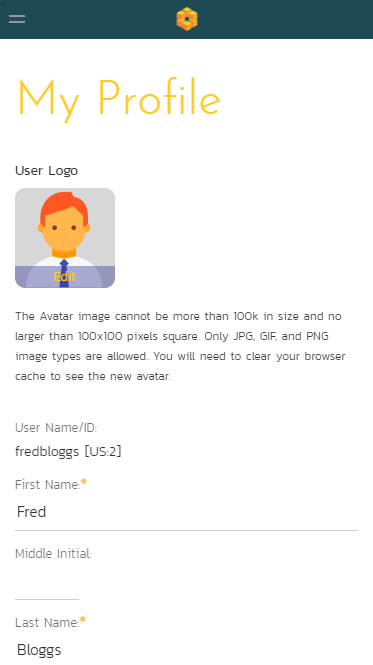 My Profile
User Logo
Edit
The Avatar image cannot be more than 100k in size and no
larger than 100x100 pixels square. Only JPG, GIF, and PNG
image types are allowed. You will need to clear your browser
cache to see the new avatar.
User Name/ID:
fredbloggs [US:2]
First Name:*
Fred
Middle Initial:
Last Name:*
Bloggs